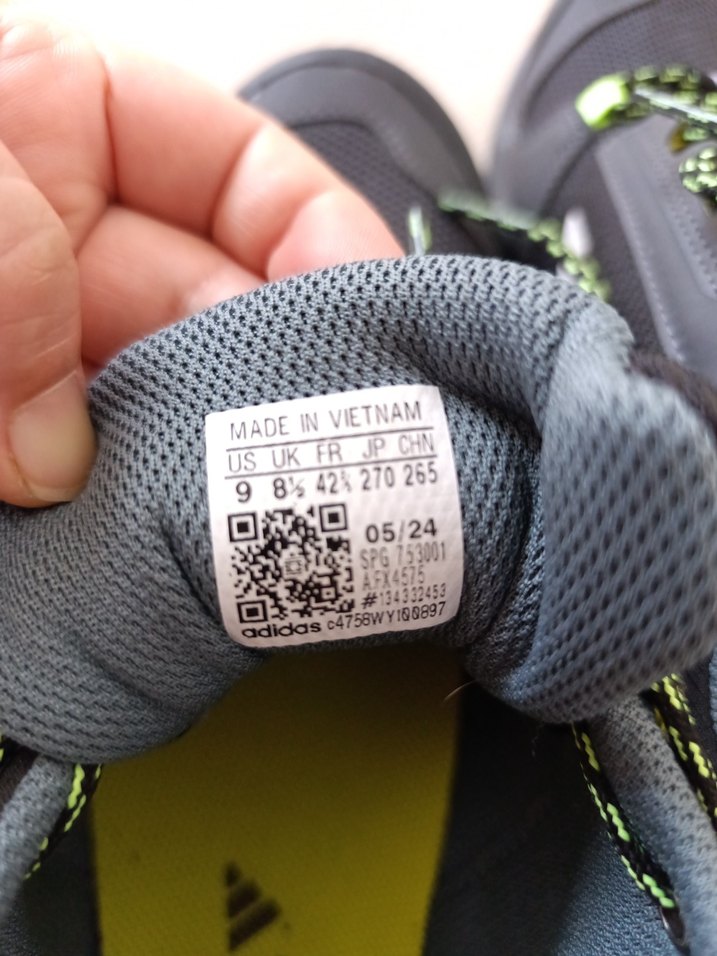 MADE IN VIETNAM
US UK FR JP CHN
9 8½ 42⅔ 270 265
05/24
SPG 753001
AFX4575
#134332453
adidas c4758WY100897